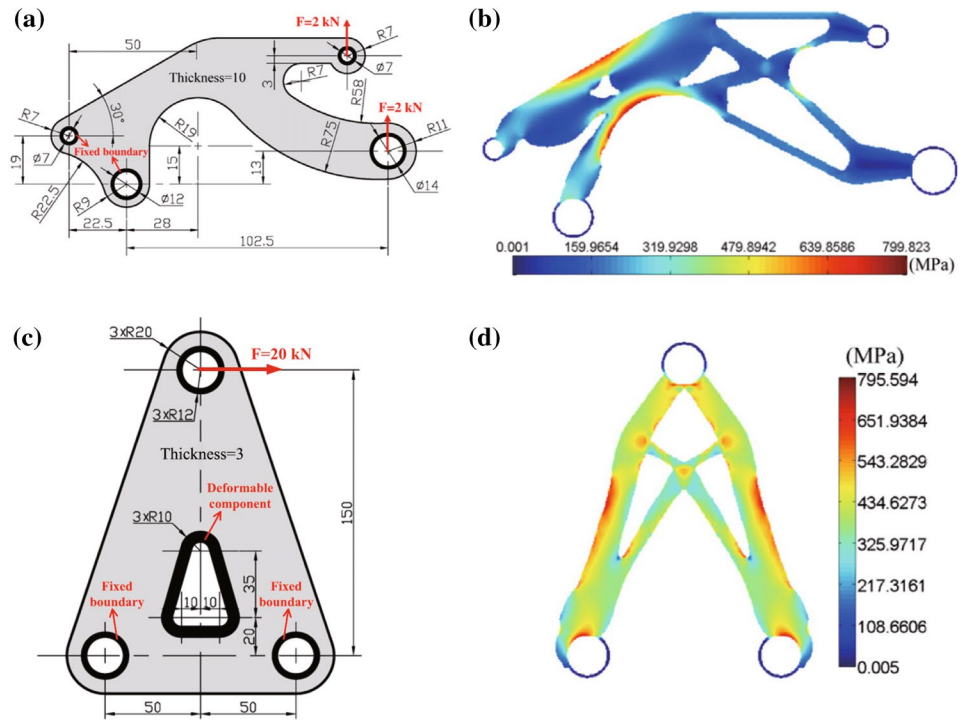 (a)
F=2 kN
R7
Ø7
50
Thickness=10
3
R7
R58
F=2 kN
R11
30°
R7
R19
R75
Fixed boundary
19
15
13
Ø7
R22.5
R9
Ø12
Ø14
22.5
28
102.5
(b)
0.001 159.9654 319.9298 479.8942 639.8586 799.823
(MPa)
(c)
3xR20
F=20 kN
3xR12
Thickness=3
Deformable
component
3xR10
150
35
10 10
20
Fixed
boundary
Fixed
boundary
50
50
(d)
(MPa)
795.594
651.9384
543.2829
434.6273
325.9717
217.3161
108.6606
0.005